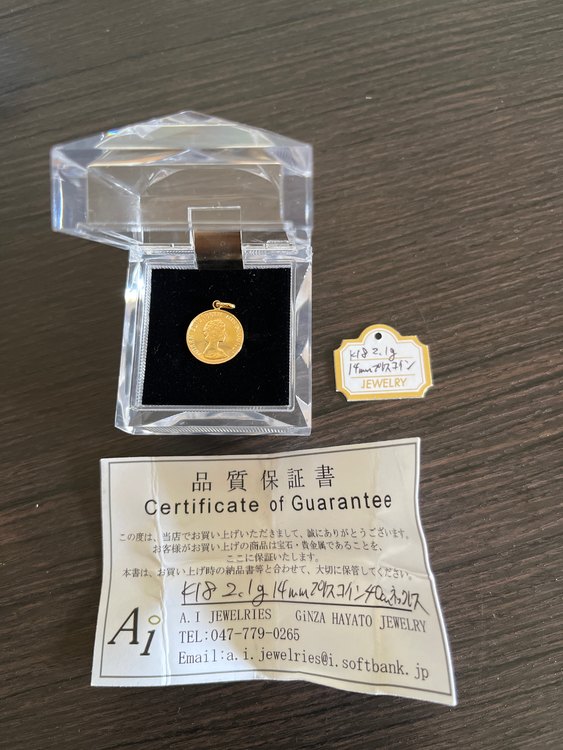 K18 2.1g
14mmプリスコイン
JEWELRY
品質保証書
Certificate of Guarantee
この度は、当店でお買い上げいただきまして、誠にありがとうございます。
お客様がお買い上げの商品は宝石・貴金属であることを、
ここに保証いたします。
本書は、お買い上げ時の納品書等と合わせて、大切に保管してください。
K18 2.1g 14mmプリスコイン40cmネックレス
Ai
A.I JEWELRIES GiNZA HAYATO JEWELRY
TEL:047-779-0265
Email:a.i.jewelries@i.softbank.jp